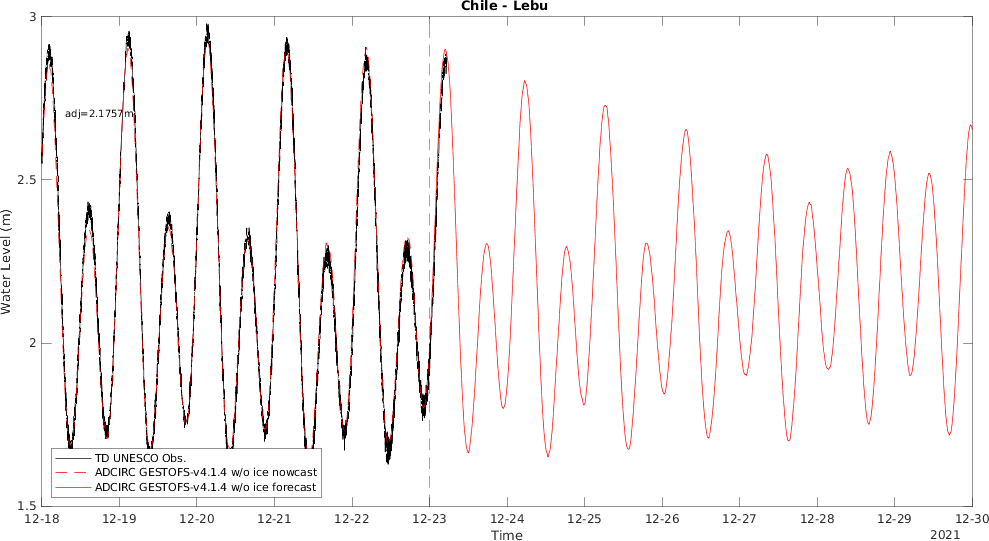 Chile - Lebu
3
adj=2.1757m
2.5
Water Level (m)
2
TD UNESCO Obs.
ADCIRC GESTOFS-v4.1.4 w/o ice nowcast
ADCIRC GESTOFS-v4.1.4 w/o ice forecast
1.5
12-18 12-19 12-20 12-21 12-22 12-23 12-24 12-25 12-26 12-27 12-28 12-29 12-30
Time
2021